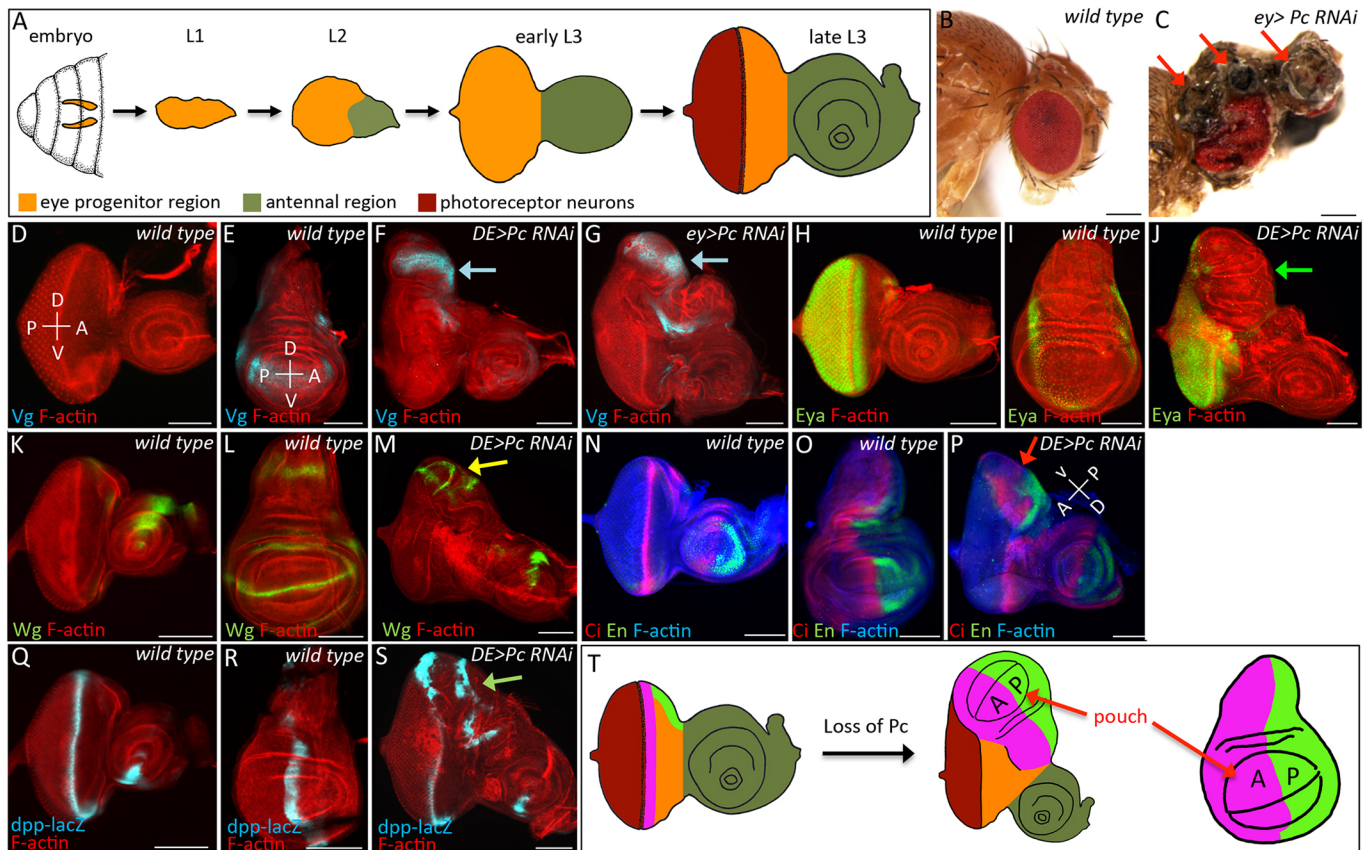 A
embryo
L1
L2
early L3
late L3
eye progenitor region
antennal region
photoreceptor neurons
B
wild type
C
ey> Pc RNAi
D
wild type
D
P
A
V
Vg F-actin
E
wild type
D
P
A
V
Vg F-actin
F
DE>Pc RNAi
Vg F-actin
G
ey>Pc RNAi
Vg F-actin
H
wild type
Eya F-actin
I
wild type
Eya F-actin
J
DE>Pc RNAi
Eya F-actin
K
wild type
Wg F-actin
L
wild type
Wg F-actin
M
DE>Pc RNAi
Wg F-actin
N
wild type
Ci En F-actin
O
wild type
Ci En F-actin
P
DE>Pc RNAi
V
P
A
D
Ci En F-actin
Q
wild type
dpp-lacZ
F-actin
R
wild type
dpp-lacZ
F-actin
S
DE>Pc RNAi
dpp-lacZ
F-actin
T
Loss of Pc
A
P
pouch
A
P